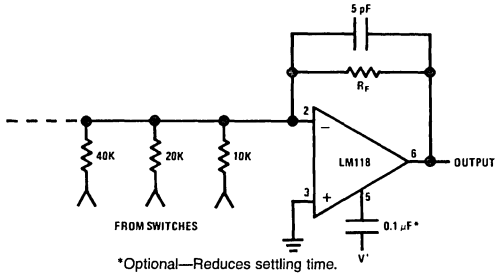 5 pF
RF
2
40K
20K
10K
LM118
6
OUTPUT
3
5
FROM SWITCHES
0.1 μF*
V+
*Optional—Reduces settling time.